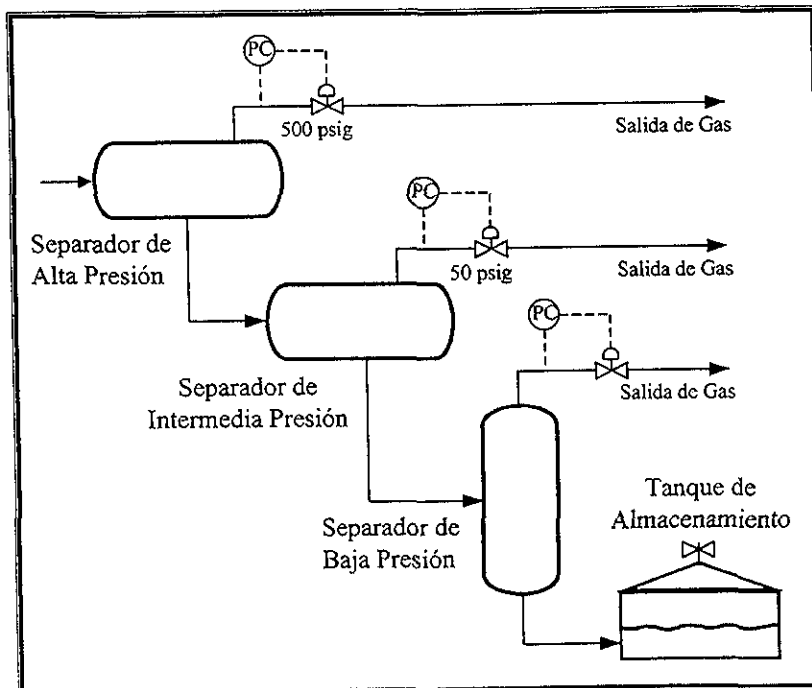 PC
500 psig
Salida de Gas
Separador de
Alta Presión
PC
50 psig
Salida de Gas
Separador de
Intermedia Presión
PC
Salida de Gas
Separador de
Baja Presión
Tanque de
Almacenamiento